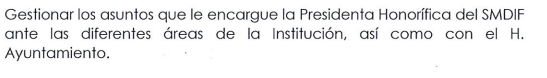 Gestionar los asuntos que le encargue la Presidenta Honorífica del SMDIF
ante las diferentes áreas de la Institución, así como con el H.
Ayuntamiento.